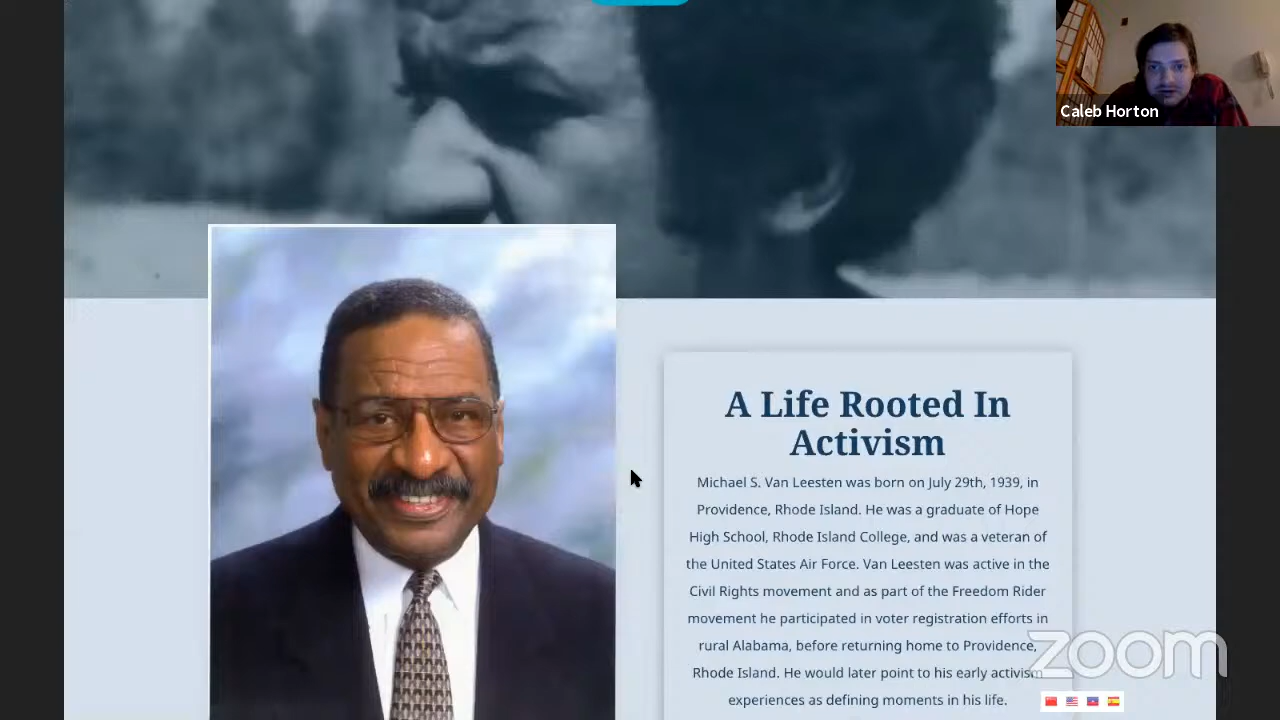 Caleb Horton
A Life Rooted In
Activism
Michael S. Van Leesten was born on July 29th, 1939, in
Providence, Rhode Island. He was a graduate of Hope
High School, Rhode Island College, and was a veteran of
the United States Air Force. Van Leesten was active in the
Civil Rights movement and as part of the Freedom Rider
movement he participated in voter registration efforts in
rural Alabama, before returning home to Providence,
Rhode Island. He would later point to his early activism
experiences as defining moments in his life.
zoom